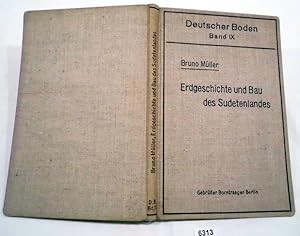 Deutscher Boden
Band IX
Bruno Müller:
Erdgeschichte und Bau
des Sudetenlandes
Gebrüder Borntraeger Berlin
Bruno Müller, Erdgeschichte und Bau des Sudetenlandes
6313